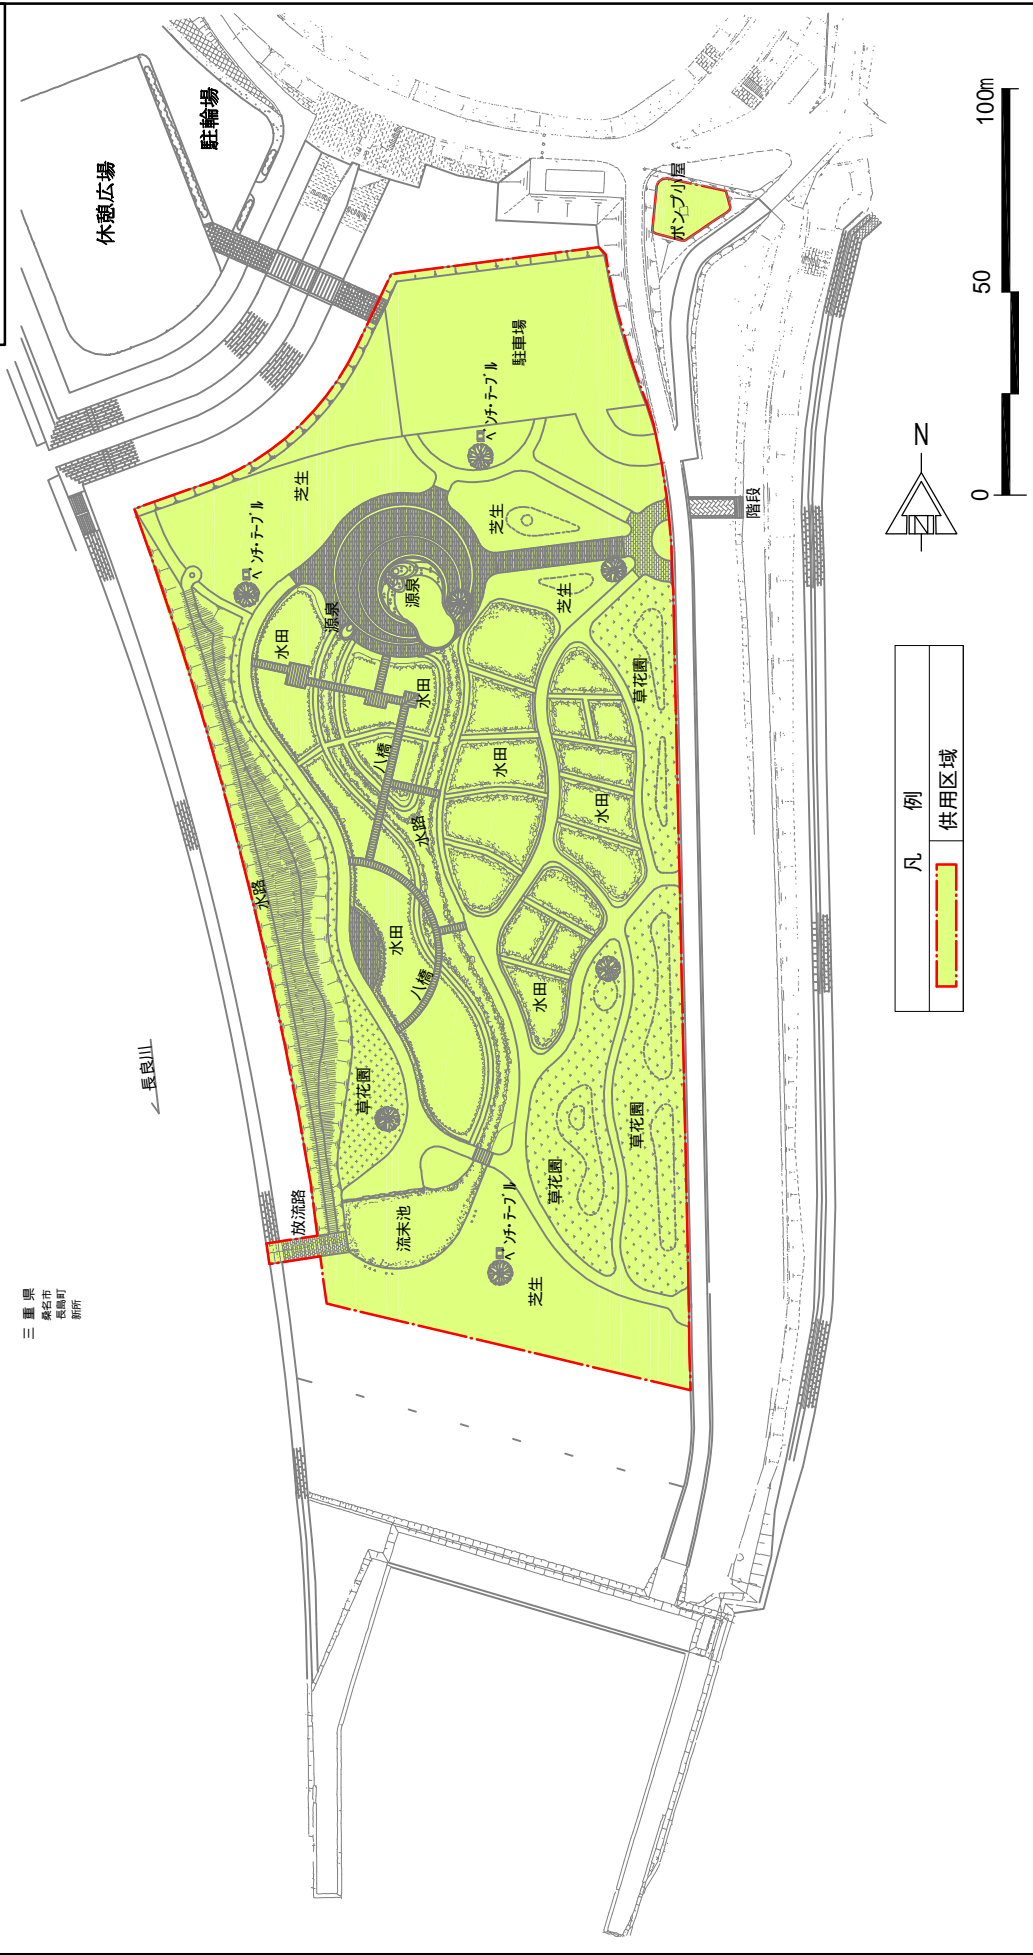 休憩広場
駐輪場
ポンプ小屋
駐車場
ベンチ・テーブル
芝生
ベンチ・テーブル
芝生
源泉
源泉
芝生
階段
水田
水田
草花園
八橋
水田
水田
水路
水路
水田
八橋
水田
草花園
草花園
草花園
放流路
流末池
ベンチ・テーブル
芝生
長良川
三重県
桑名市
長島町
新所
N
0
50
100m
凡例
供用区域